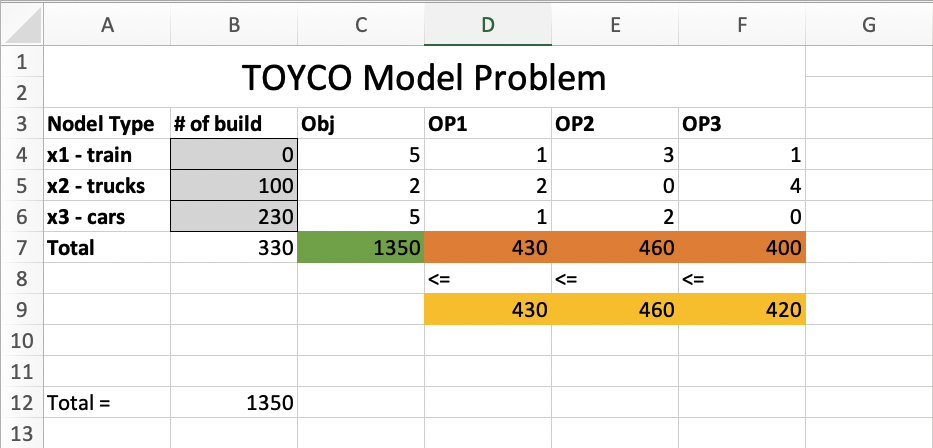 A B C D E F G
1
2 TOYCO Model Problem
3 Nodel Type # of build Obj OP1 OP2 OP3
4 x1 - train 0 5 1 3 1
5 x2 - trucks 100 2 2 0 4
6 x3 - cars 230 5 1 2 0
7 Total 330 1350 430 460 400
8 <= <= <=
9 430 460 420
10
11
12 Total = 1350
13